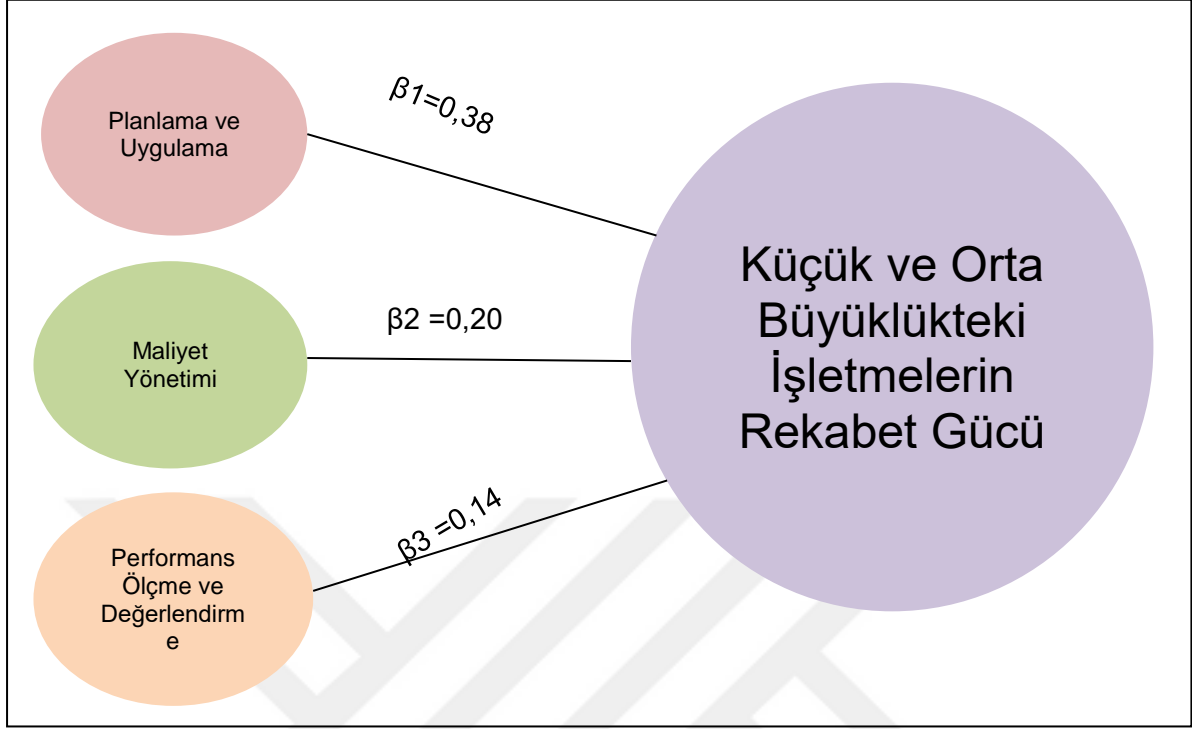 Planlama ve
Uygulama
β1=0,38
Maliyet
Yönetimi
β2 =0,20
Performans
Ölçme ve
Değerlendirm
e
β3 =0,14
Küçük ve Orta
Büyüklükteki
İşletmelerin
Rekabet Gücü